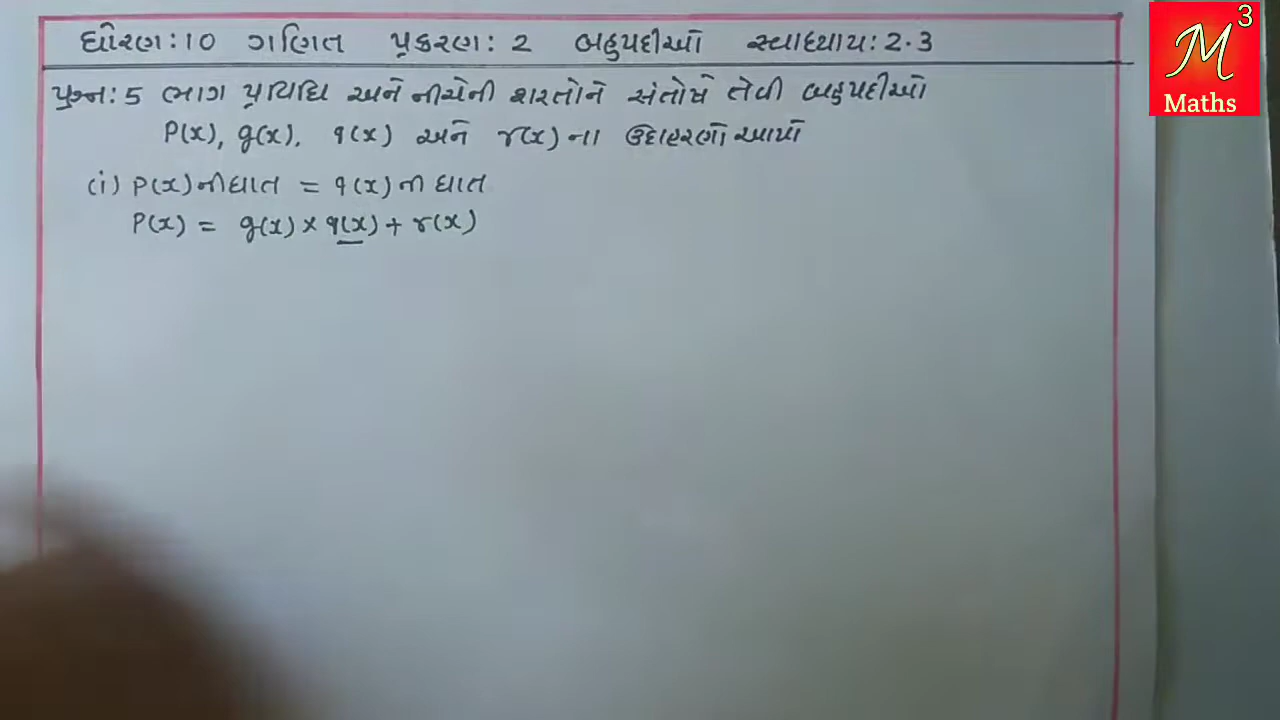 ધોરણ: 10 ગણિત પ્રકરણ: 2 બહુપદીઓ સ્વાધ્યાય: 2.3
પ્રશ્ન: 5 ભાગ પ્રવિધિ અને નીચેની શરતોને સંતોષે તેવી બહુપદીઓ
P(x), g(x), q(x) અને r(x) ના ઉદાહરણો આપો
(i) P(x) ની ઘાત = q(x) ની ઘાત
P(x) = g(x) × q(x) + r(x)
M 3
Maths